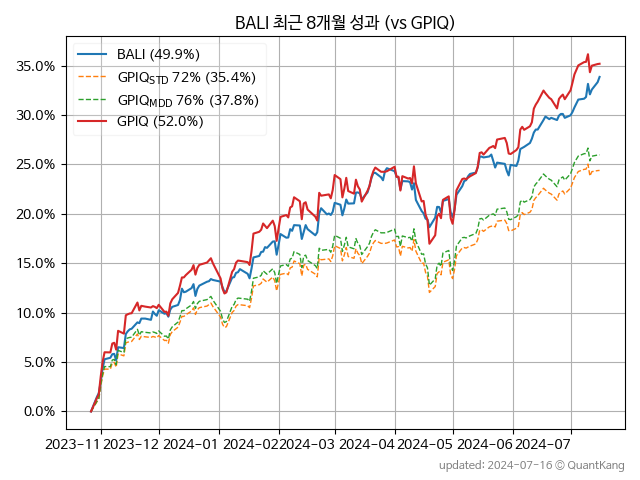 BALI 최근 8개월 성과 (vs GPIQ)
BALI (49.9%)
GPIQSTD 72% (35.4%)
GPIQMDD 76% (37.8%)
GPIQ (52.0%)
35.0%
30.0%
25.0%
20.0%
15.0%
10.0%
5.0%
0.0%
2023-11 2023-12 2024-01 2024-02 2024-03 2024-04 2024-05 2024-06 2024-07
updated: 2024-07-16 © QuantKang